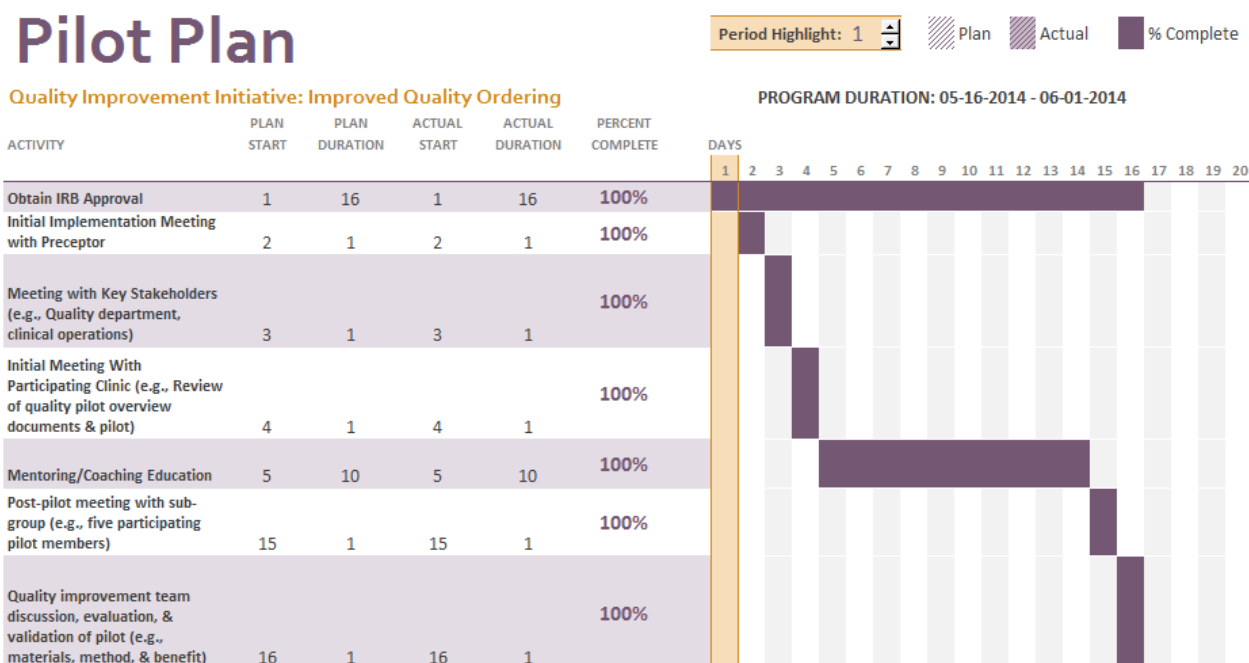 Pilot Plan
Period Highlight: 1
Plan
Actual
% Complete
Quality Improvement Initiative: Improved Quality Ordering
PROGRAM DURATION: 05-16-2014 - 06-01-2014
PLAN PLAN ACTUAL ACTUAL PERCENT
ACTIVITY START DURATION START DURATION COMPLETE DAYS
1 2 3 4 5 6 7 8 9 10 11 12 13 14 15 16 17 18 19 20
Obtain IRB Approval 1 16 1 16 100%
Initial Implementation Meeting
with Preceptor 2 1 2 1 100%
Meeting with Key Stakeholders
(e.g., Quality department,
clinical operations) 3 1 3 1 100%
Initial Meeting With
Participating Clinic (e.g., Review
of quality pilot overview
documents & pilot) 4 1 4 1 100%
Mentoring/Coaching Education 5 10 5 10 100%
Post-pilot meeting with sub-
group (e.g., five participating
pilot members) 15 1 15 1 100%
Quality improvement team
discussion, evaluation, &
validation of pilot (e.g.,
materials, method, & benefit) 16 1 16 1 100%